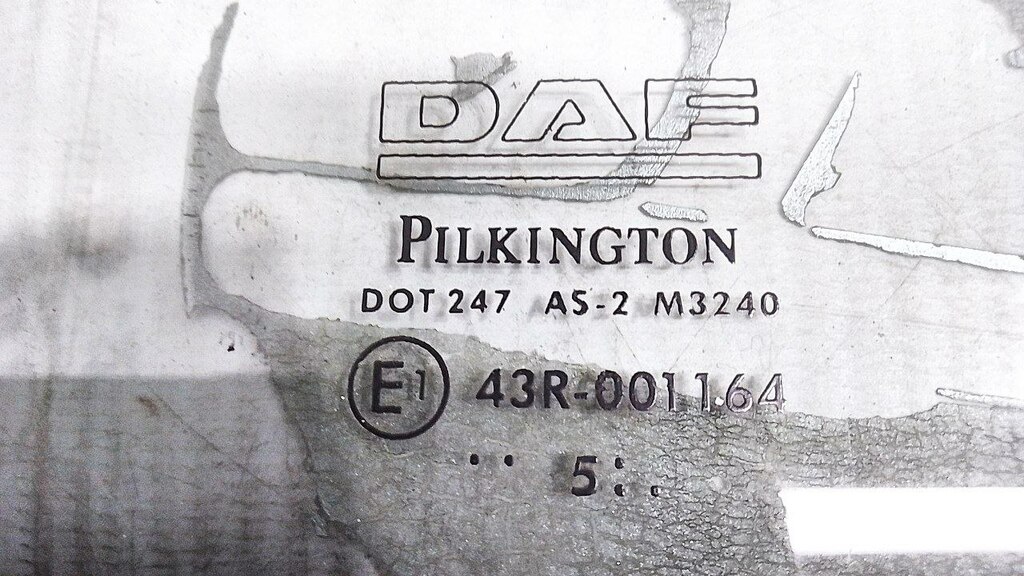 DAF
PILKINGTON
DOT 247 AS-2 M3240
E1 43R-001164
.. 5:..